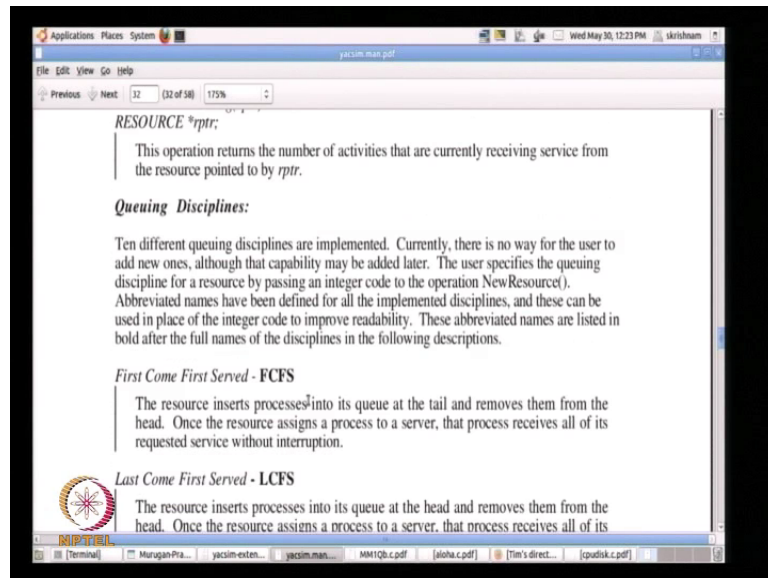 Applications Places System
Wed May 30, 12:23 PM skrishnam
yacsim man.pdf
File Edit View Go Help
Previous Next 32 (32 of 58) 175%
RESOURCE *rptr;
This operation returns the number of activities that are currently receiving service from
the resource pointed to by rptr.
Queuing Disciplines:
Ten different queuing disciplines are implemented. Currently, there is no way for the user to
add new ones, although that capability may be added later. The user specifies the queuing
discipline for a resource by passing an integer code to the operation NewResource().
Abbreviated names have been defined for all the implemented disciplines, and these can be
used in place of the integer code to improve readability. These abbreviated names are listed in
bold after the full names of the disciplines in the following descriptions.
First Come First Served - FCFS
The resource inserts processes into its queue at the tail and removes them from the
head. Once the resource assigns a process to a server, that process receives all of its
requested service without interruption.
Last Come First Served - LCFS
The resource inserts processes into its queue at the head and removes them from the
head. Once the resource assigns a process to a server, that process receives all of its
NPTEL
[Terminal] Murugan-Pra... yacsim-exten... yacsim.man.... MM1Qb.c.pdf [aloha.c.pdf] [Tim's direct... [cpudisk.c.pdf]